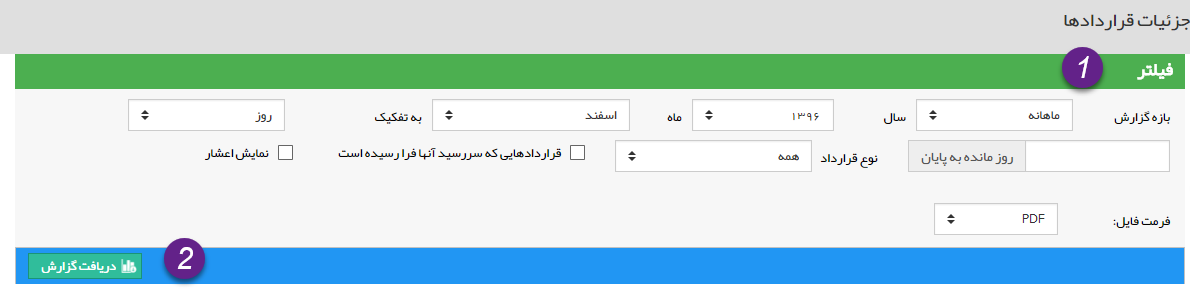 جزئیات قراردادها
فیلتر 1
بازه گزارش ماهانه سال ۱۳۹۶ ماه اسفند به تفکیک روز
روز مانده به پایان نوع قرارداد همه قراردادهایی که سررسید آنها فرا رسیده است نمایش اعشار
فرمت فایل: PDF
2 دریافت گزارش